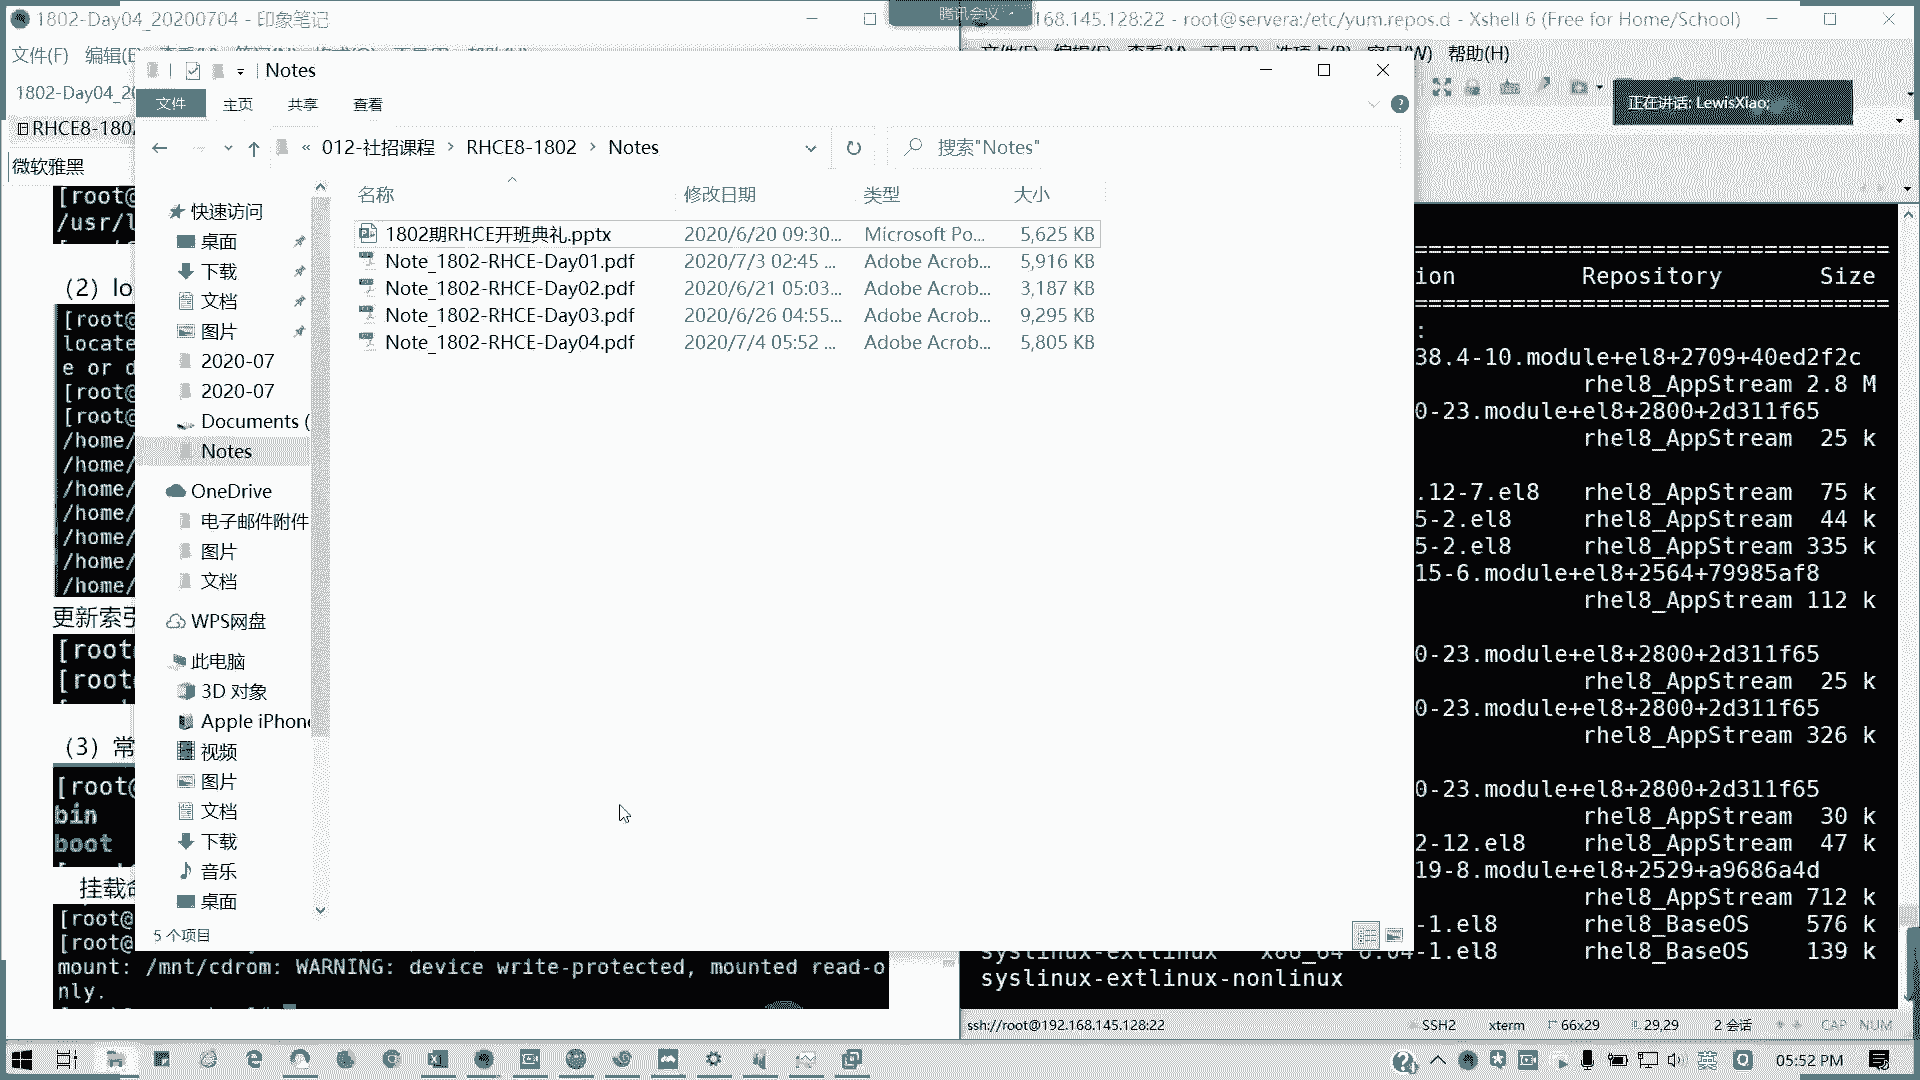 1802-Day04_20200704 - 印象笔记
腾讯会议
168.145.128:22 - root@servera:/etc/yum.repos.d - Xshell 6 (Free for Home/School)
文件(F)
帮助(H)
正在讲话: LewisXiao;
RHCE8-1802
微软雅黑
Notes
文件
主页
共享
查看
« 012-社招课程 › RHCE8-1802 › Notes
搜索"Notes"
快速访问
桌面
下载
文档
图片
2020-07
2020-07
Documents (
Notes
OneDrive
电子邮件附件
图片
文档
WPS网盘
此电脑
3D 对象
Apple iPhone
视频
图片
文档
下载
音乐
桌面
名称 修改日期 类型 大小
1802期RHCE开班典礼.pptx 2020/6/20 09:30... Microsoft Po... 5,625 KB
Note_1802-RHCE-Day01.pdf 2020/7/3 02:45 ... Adobe Acrob... 5,916 KB
Note_1802-RHCE-Day02.pdf 2020/6/21 05:03... Adobe Acrob... 3,187 KB
Note_1802-RHCE-Day03.pdf 2020/6/26 04:55... Adobe Acrob... 9,295 KB
Note_1802-RHCE-Day04.pdf 2020/7/4 05:52 ... Adobe Acrob... 5,805 KB
5 个项目
[root@
/usr/l
（2）lo
[root@
locate
e or d
[root@
[root@
/home/
/home/
/home/
/home/
/home/
/home/
/home/
更新索引
[root
[root
（3）常
[root@
bin
boot
挂载
[root@
[root@
mount: /mnt/cdrom: WARNING: device write-protected, mounted read-o
nly.
ion Repository Size
:
38.4-10.module+el8+2709+40ed2f2c
rhel8_AppStream 2.8 M
0-23.module+el8+2800+2d311f65
rhel8_AppStream 25 k
.12-7.el8 rhel8_AppStream 75 k
5-2.el8 rhel8_AppStream 44 k
5-2.el8 rhel8_AppStream 335 k
15-6.module+el8+2564+79985af8
rhel8_AppStream 112 k
0-23.module+el8+2800+2d311f65
rhel8_AppStream 25 k
0-23.module+el8+2800+2d311f65
rhel8_AppStream 326 k
0-23.module+el8+2800+2d311f65
rhel8_AppStream 30 k
2-12.el8 rhel8_AppStream 47 k
19-8.module+el8+2529+a9686a4d
rhel8_AppStream 712 k
-1.el8 rhel8_BaseOS 576 k
syslinux-extlinux x86_64 6.04-1.el8 rhel8_BaseOS 139 k
syslinux-extlinux-nonlinux
ssh://root@192.168.145.128:22 SSH2 xterm 66x29 29,29 2 会话 CAP NUM
英
05:52 PM